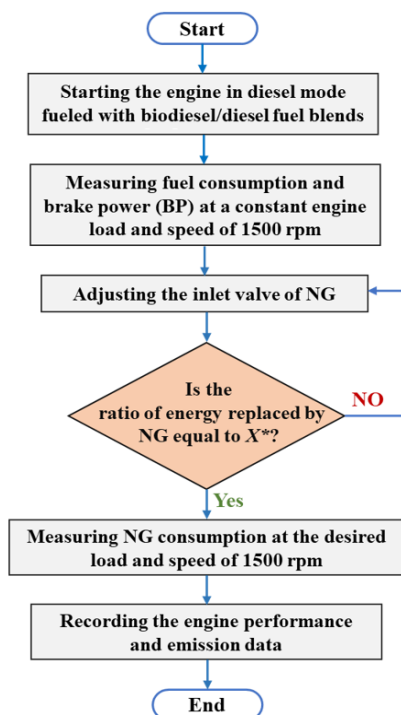 Start
Starting the engine in diesel mode
fueled with biodiesel/diesel fuel blends
Measuring fuel consumption and
brake power (BP) at a constant engine
load and speed of 1500 rpm
Adjusting the inlet valve of NG
Is the
ratio of energy replaced by
NG equal to X*?
NO
Yes
Measuring NG consumption at the desired
load and speed of 1500 rpm
Recording the engine performance
and emission data
End